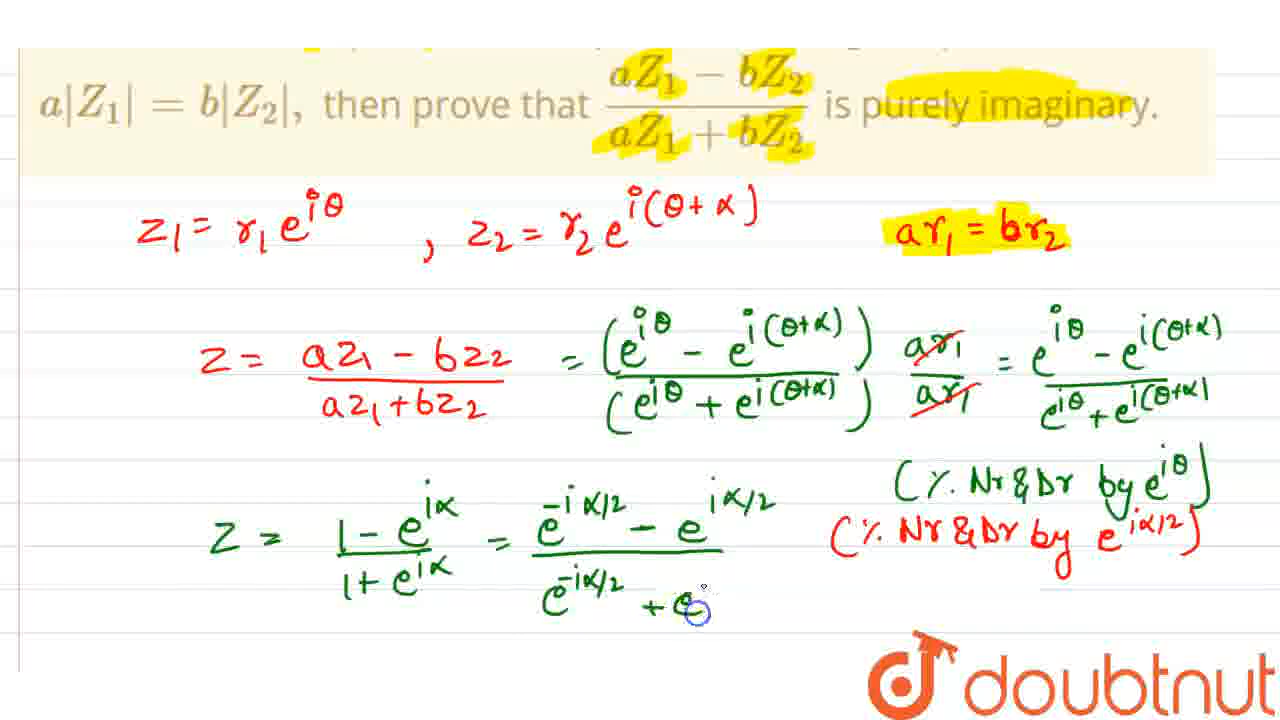 a|Z₁| = b|Z₂|, then prove that (aZ₁ − bZ₂)/(aZ₁ + bZ₂) is purely imaginary.
z₁ = r₁e^{iθ} , z₂ = r₂e^{i(θ+α)} ar₁ = br₂
z = (az₁ − bz₂)/(az₁ + bz₂) = (e^{iθ} − e^{i(θ+α)})/(e^{iθ} + e^{i(θ+α)}) ar₁/ar₁ = (e^{iθ} − e^{i(θ+α)})/(e^{iθ} + e^{i(θ+α)})
(% Nr & Dr by e^{iθ})
z = (1 − e^{iα})/(1 + e^{iα}) = (e^{-iα/2} − e^{iα/2})/(e^{-iα/2} + e (% Nr & Dr by e^{iα/2})
doubtnut